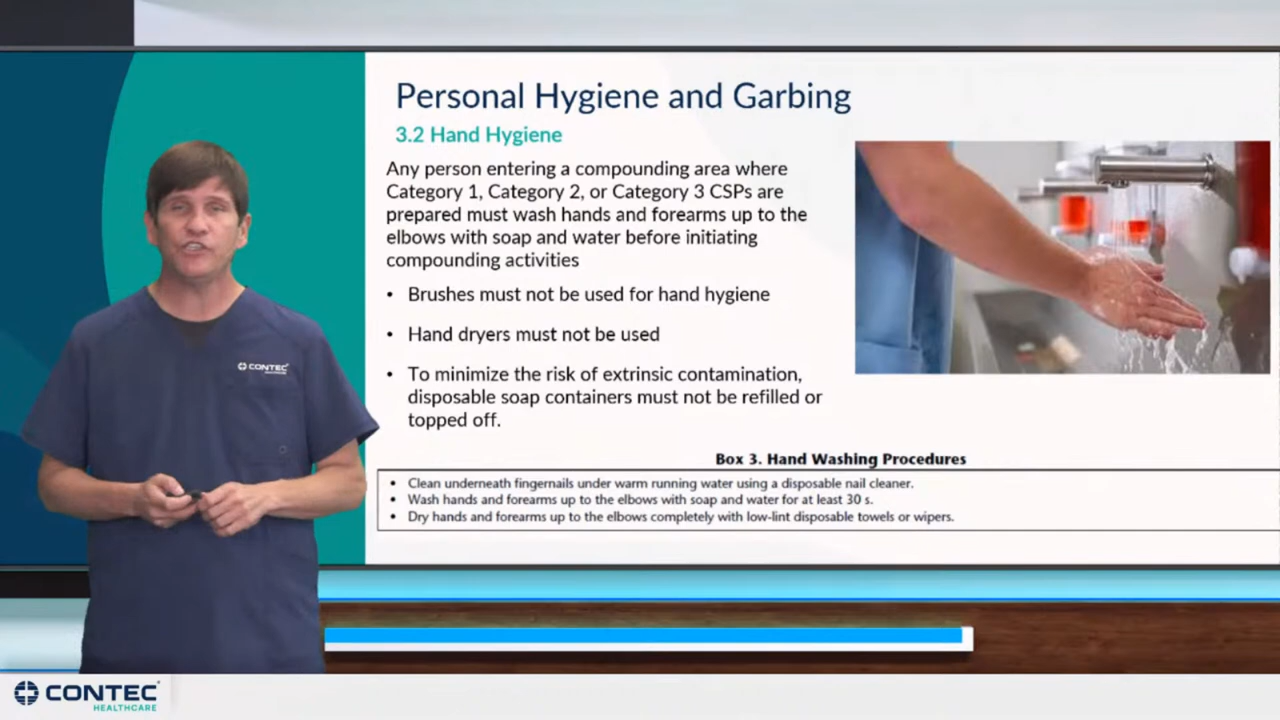 Personal Hygiene and Garbing
3.2 Hand Hygiene
Any person entering a compounding area where
Category 1, Category 2, or Category 3 CSPs are
prepared must wash hands and forearms up to the
elbows with soap and water before initiating
compounding activities
• Brushes must not be used for hand hygiene
• Hand dryers must not be used
• To minimize the risk of extrinsic contamination,
disposable soap containers must not be refilled or
topped off.
Box 3. Hand Washing Procedures
• Clean underneath fingernails under warm running water using a disposable nail cleaner.
• Wash hands and forearms up to the elbows with soap and water for at least 30 s.
• Dry hands and forearms up to the elbows completely with low-lint disposable towels or wipers.
CONTEC
CONTEC
HEALTHCARE